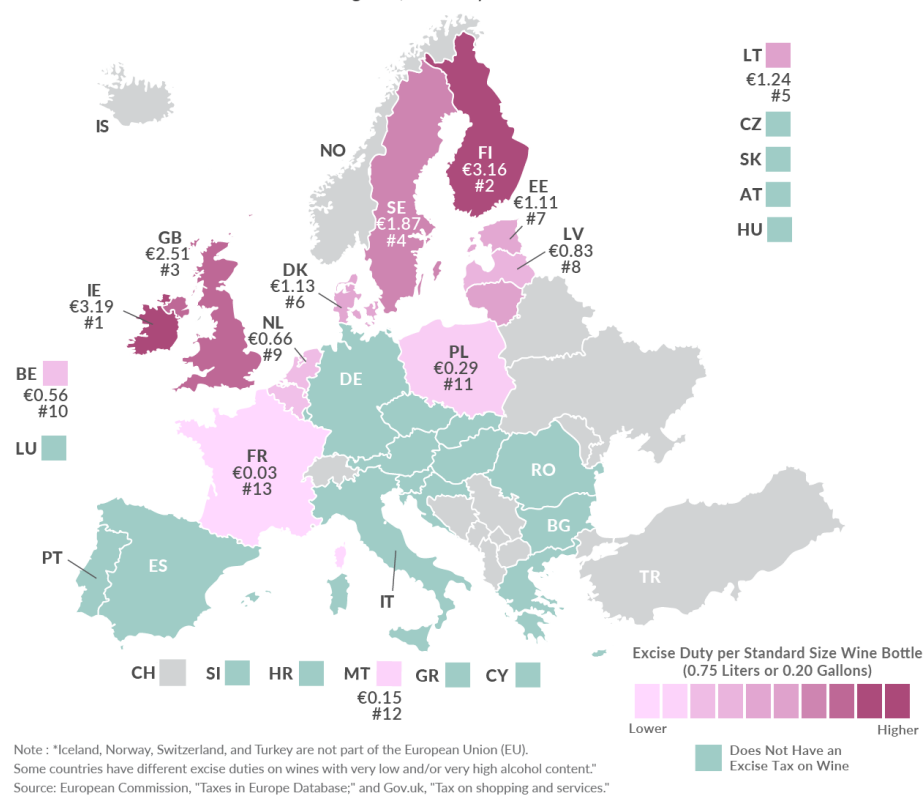 LT
€1.24
#5
CZ
SK
AT
HU
IS
NO
FI
€3.16
#2
EE
€1.11
#7
SE
€1.87
#4
LV
€0.83
#8
GB
€2.51
#3
DK
€1.13
#6
IE
€3.19
#1
NL
€0.66
#9
PL
€0.29
#11
BE
€0.56
#10
DE
LU
FR
€0.03
#13
RO
BG
PT
ES
IT
TR
CH
SI
HR
MT
€0.15
#12
GR
CY
Excise Duty per Standard Size Wine Bottle
(0.75 Liters or 0.20 Gallons)
Lower
Higher
Does Not Have an
Excise Tax on Wine
Note : *Iceland, Norway, Switzerland, and Turkey are not part of the European Union (EU).
Some countries have different excise duties on wines with very low and/or very high alcohol content."
Source: European Commission, "Taxes in Europe Database;" and Gov.uk, "Tax on shopping and services."